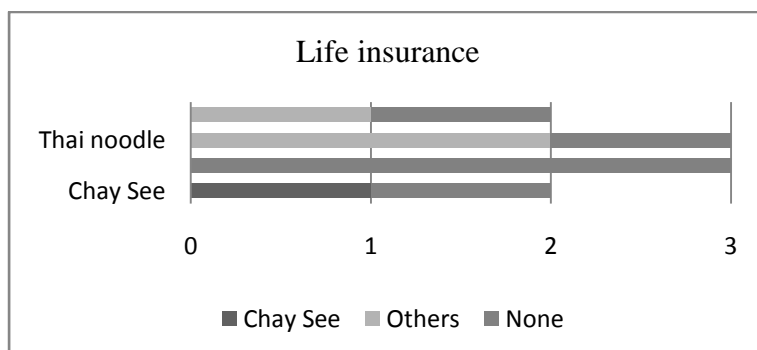 Life insurance
Thai noodle
Chay See
0 1 2 3
Chay See Others None